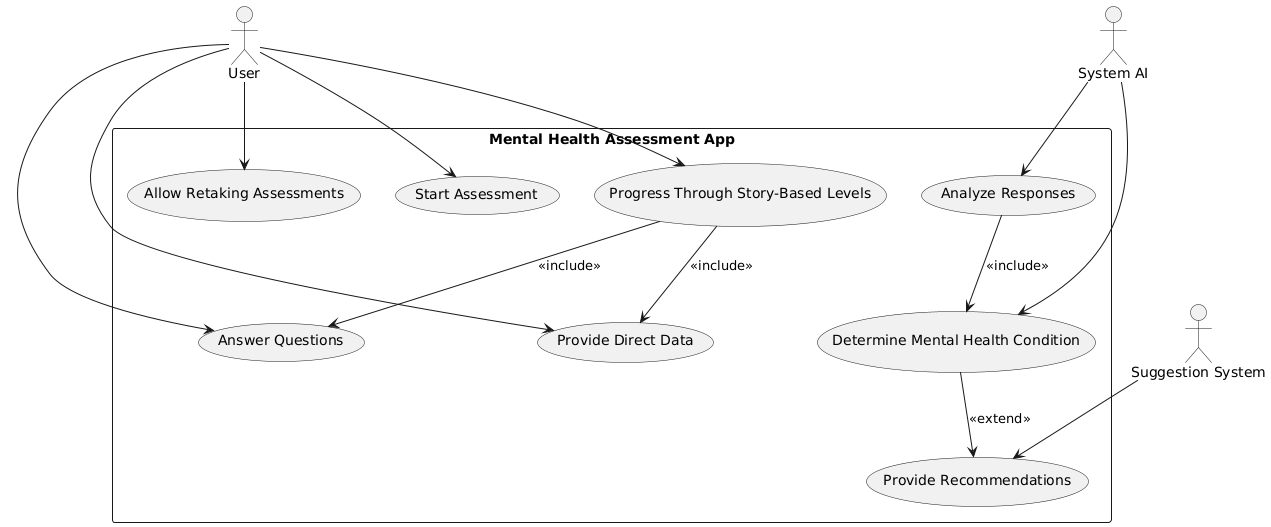 User
System AI
Mental Health Assessment App
Allow Retaking Assessments
Start Assessment
Progress Through Story-Based Levels
Analyze Responses
«include»
«include»
«include»
Answer Questions
Provide Direct Data
Determine Mental Health Condition
Suggestion System
«extend»
Provide Recommendations